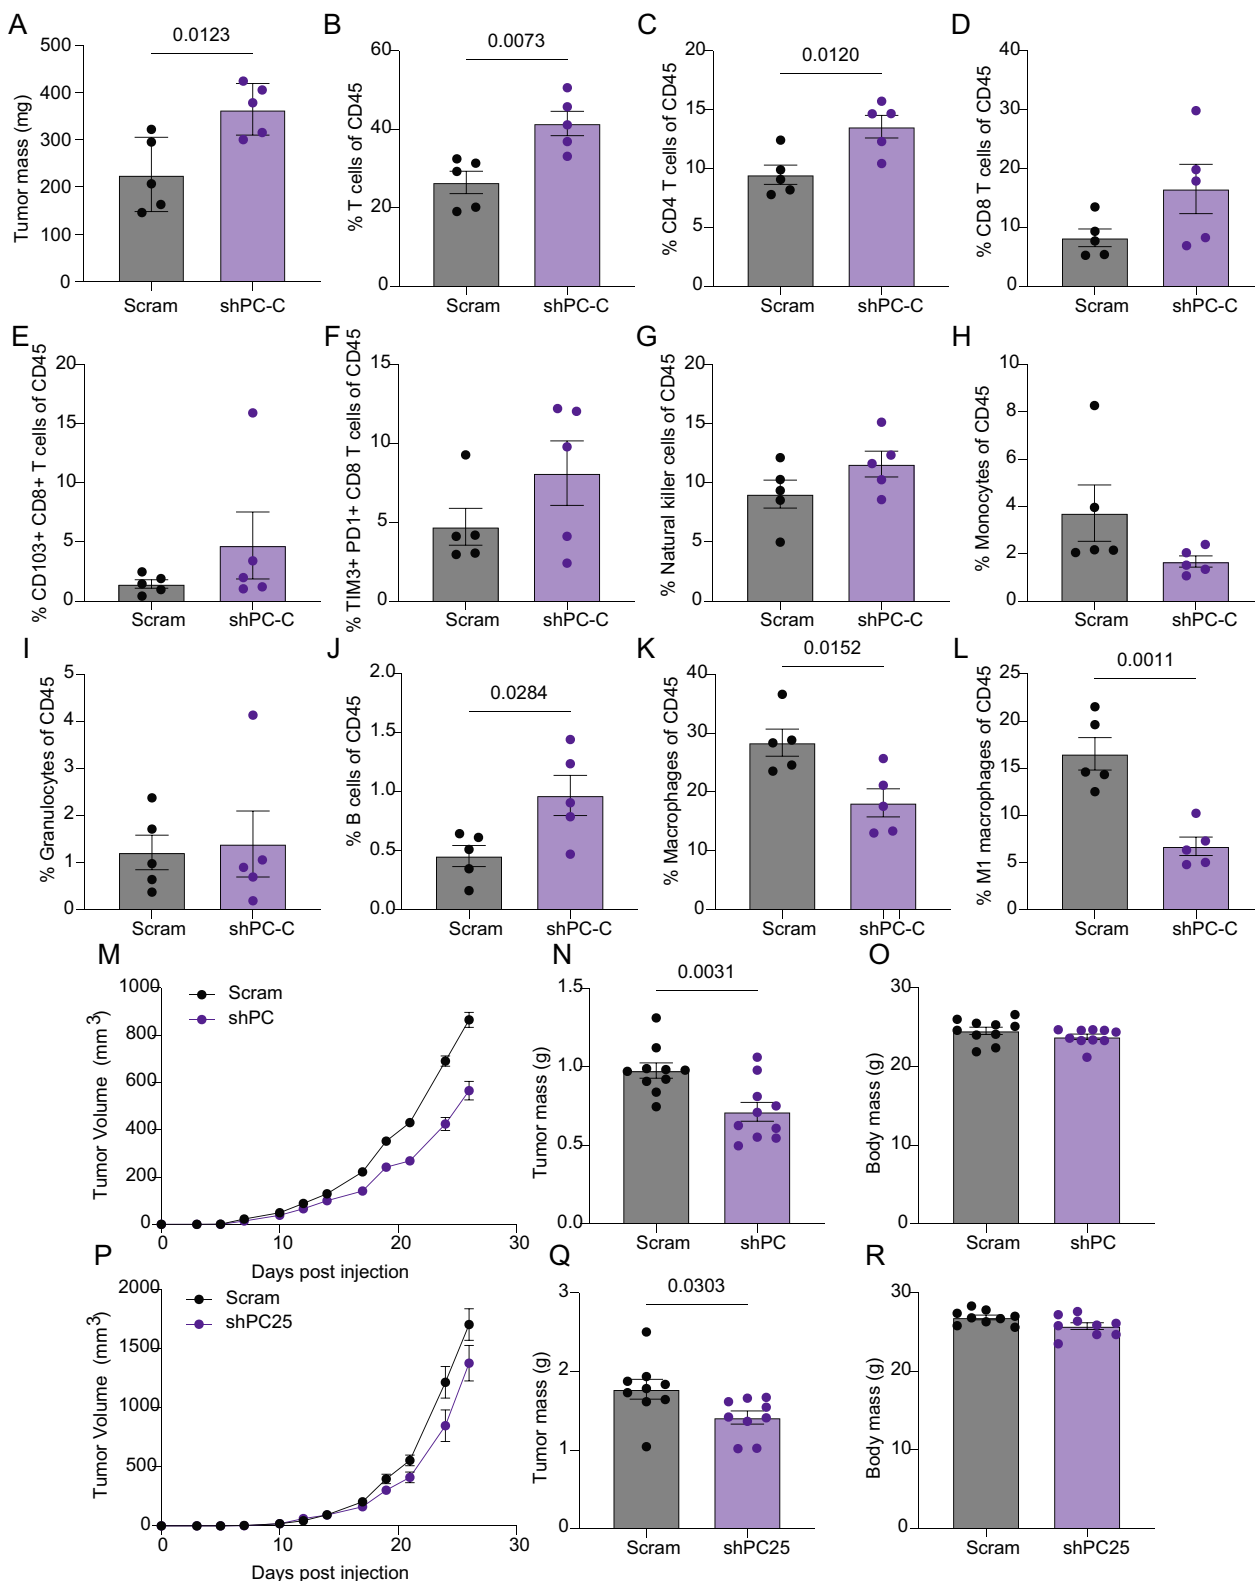 A
Tumor mass (mg)
500
400
300
200
100
0
0.0123
Scram
shPC-C
B
% T cells of CD45
60
40
20
0
0.0073
Scram
shPC-C
C
% CD4 T cells of CD45
20
15
10
5
0
0.0120
Scram
shPC-C
D
% CD8 T cells of CD45
40
30
20
10
0
Scram
shPC-C
E
% CD103+ CD8+ T cells of CD45
20
15
10
5
0
Scram
shPC-C
F
% TIM3+ PD1+ CD8 T cells of CD45
15
10
5
0
Scram
shPC-C
G
% Natural killer cells of CD45
20
15
10
5
0
Scram
shPC-C
H
% Monocytes of CD45
10
8
6
4
2
0
Scram
shPC-C
I
% Granulocytes of CD45
5
4
3
2
1
0
Scram
shPC-C
J
% B cells of CD45
2.0
1.5
1.0
0.5
0.0
0.0284
Scram
shPC-C
K
% Macrophages of CD45
40
30
20
10
0
0.0152
Scram
shPC-C
L
% M1 macrophages of CD45
25
20
15
10
5
0
0.0011
Scram
shPC-C
M
Tumor Volume (mm³)
1000
800
600
400
200
0
Scram
shPC
0
10
20
30
Days post injection
N
Tumor mass (g)
1.5
1.0
0.5
0.0
0.0031
Scram
shPC
O
Body mass (g)
30
20
10
0
Scram
shPC
P
Tumor Volume (mm³)
2000
1500
1000
500
0
Scram
shPC25
0
10
20
30
Days post injection
Q
Tumor mass (g)
3
2
1
0
0.0303
Scram
shPC25
R
Body mass (g)
30
20
10
0
Scram
shPC25